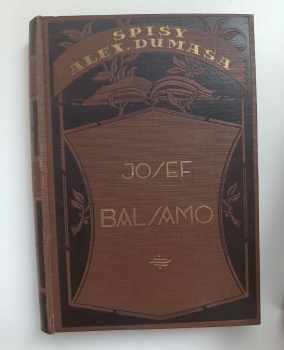 SPISY
ALEX. DUMASA
JOSEF
BALSAMO